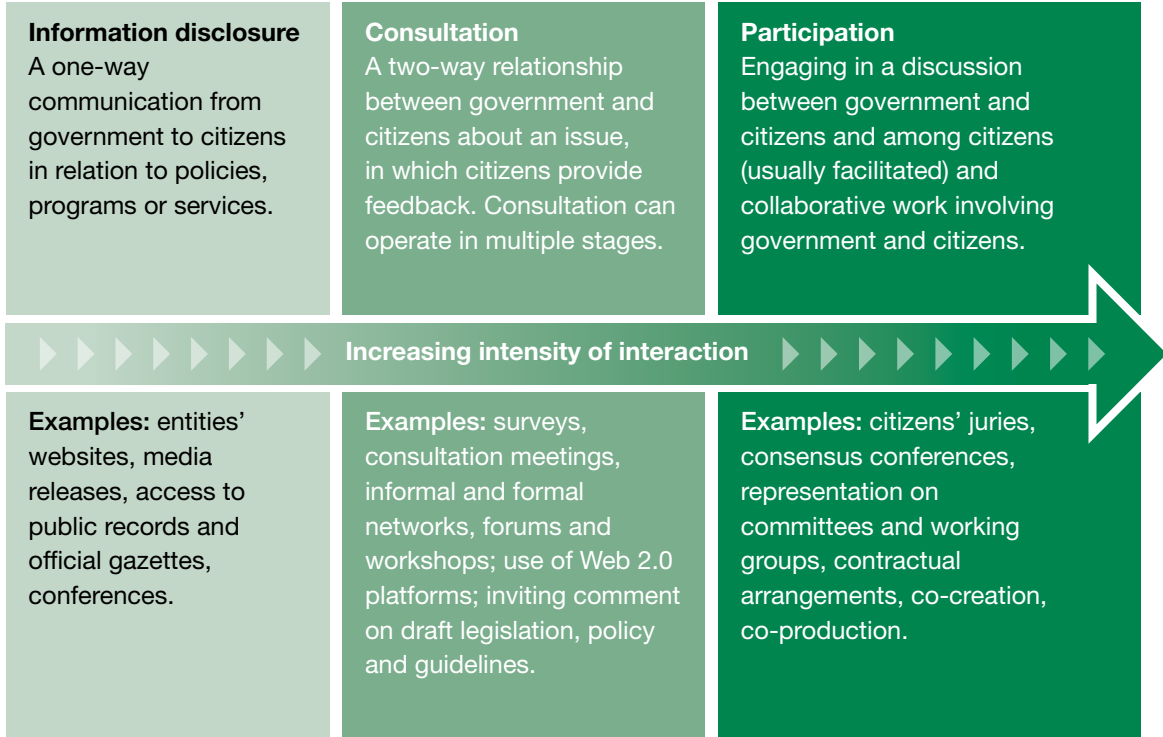 Information disclosure
A one-way
communication from
government to citizens
in relation to policies,
programs or services.
Consultation
A two-way relationship
between government and
citizens about an issue,
in which citizens provide
feedback. Consultation can
operate in multiple stages.
Participation
Engaging in a discussion
between government and
citizens and among citizens
(usually facilitated) and
collaborative work involving
government and citizens.
Increasing intensity of interaction
Examples: entities’
websites, media
releases, access to
public records and
official gazettes,
conferences.
Examples: surveys,
consultation meetings,
informal and formal
networks, forums and
workshops; use of Web 2.0
platforms; inviting comment
on draft legislation, policy
and guidelines.
Examples: citizens’ juries,
consensus conferences,
representation on
committees and working
groups, contractual
arrangements, co-creation,
co-production.